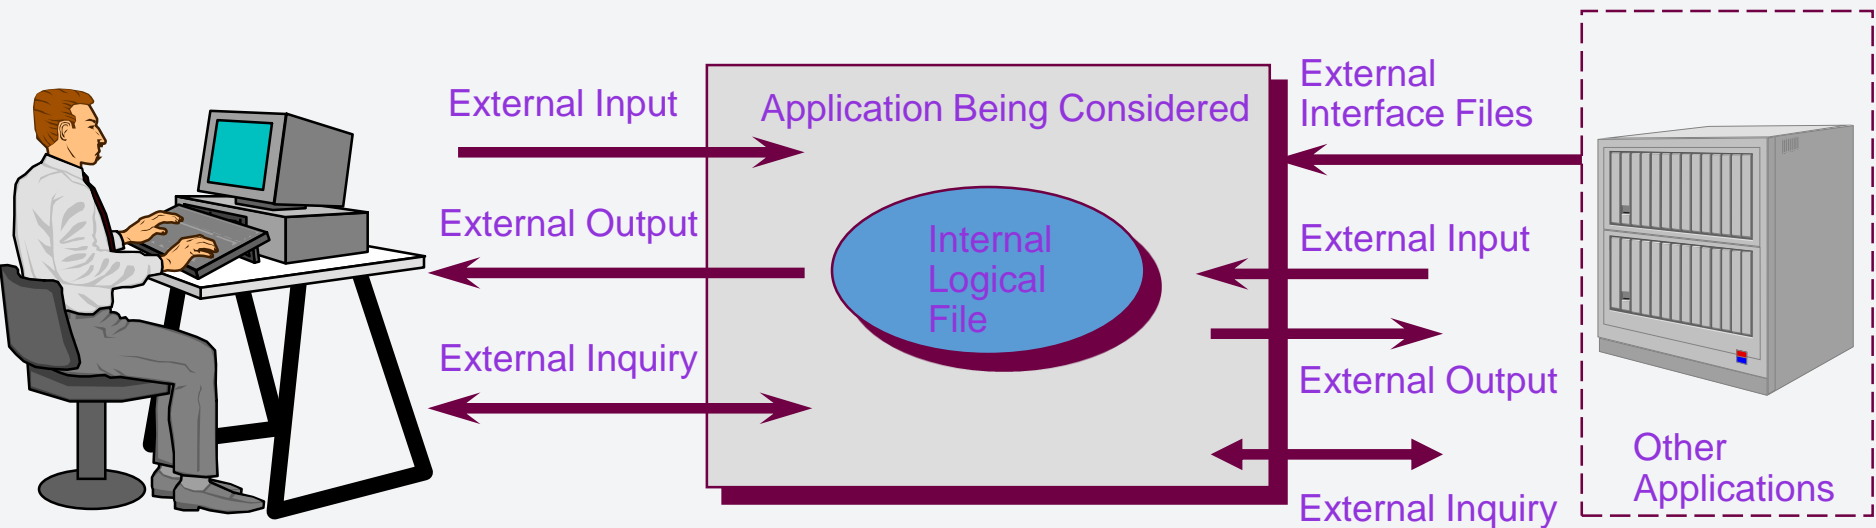 External Input
External Output
External Inquiry
Application Being Considered
Internal
Logical
File
External
Interface Files
External Input
External Output
External Inquiry
Other
Applications